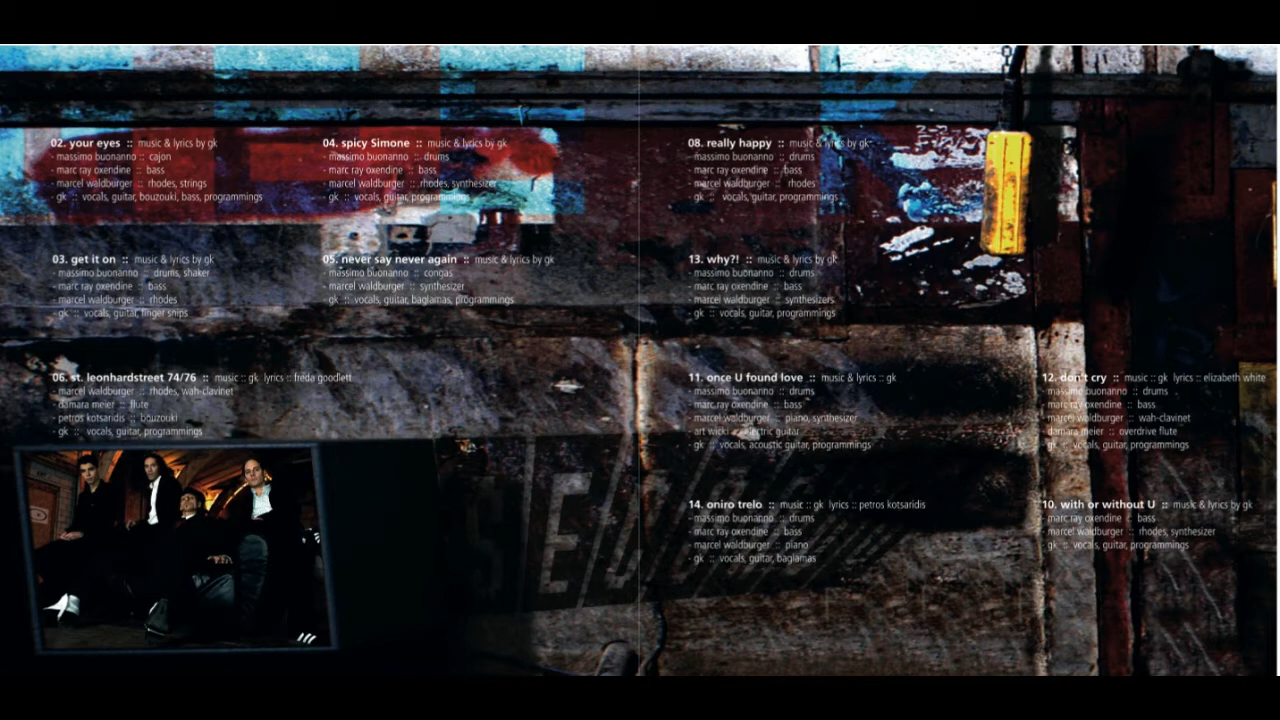 02. your eyes :: music & lyrics by gk
- massimo buonanno :: cajon
- marc ray oxendine :: bass
- marcel waldburger :: rhodes, strings
- gk :: vocals, guitar, bouzouki, bass, programmings
03. get it on :: music & lyrics by gk
- massimo buonanno :: drums, shaker
- marc ray oxendine :: bass
- marcel waldburger :: rhodes
- gk :: vocals, guitar, finger snips
04. spicy Simone :: music & lyrics by gk
- massimo buonanno :: drums
- marc ray oxendine :: bass
- marcel waldburger :: rhodes, synthesizer
- gk :: vocals, guitar, programmings
05. never say never again :: music & lyrics by gk
- massimo buonanno :: congas
- marcel waldburger :: synthesizer
- gk :: vocals, guitar, baglamas, programmings
06. st. leonhardstreet 74/76 :: music :: gk lyrics :: freda goodlett
- marcel waldburger :: rhodes, wah-clavinet
- damara meier :: flute
- petros kotsaridis :: bouzouki
- gk :: vocals, guitar, programmings
08. really happy :: music & lyrics by gk
- massimo buonanno :: drums
- marc ray oxendine :: bass
- marcel waldburger :: rhodes
- gk :: vocals, guitar, programmings
13. why?! :: music & lyrics by gk
- massimo buonanno :: drums
- marc ray oxendine :: bass
- marcel waldburger :: synthesizers
- gk :: vocals, guitar, programmings
11. once U found love :: music & lyrics :: gk
- massimo buonanno :: drums
- marc ray oxendine :: bass
- marcel waldburger :: piano, synthesizer
- art wicki :: electric guitar
- gk :: vocals, acoustic guitar, programmings
14. oniro trelo :: music :: gk lyrics :: petros kotsaridis
- massimo buonanno :: drums
- marc ray oxendine :: bass
- marcel waldburger :: piano
- gk :: vocals, guitar, baglamas
12. don't cry :: music :: gk lyrics :: elizabeth white
- massimo buonanno :: drums
- marc ray oxendine :: bass
- marcel waldburger :: wah-clavinet
- damara meier :: overdrive flute
- gk :: vocals, guitar, programmings
10. with or without U :: music & lyrics by gk
- marc ray oxendine :: bass
- marcel waldburger :: rhodes, synthesizer
- gk :: vocals, guitar, programmings